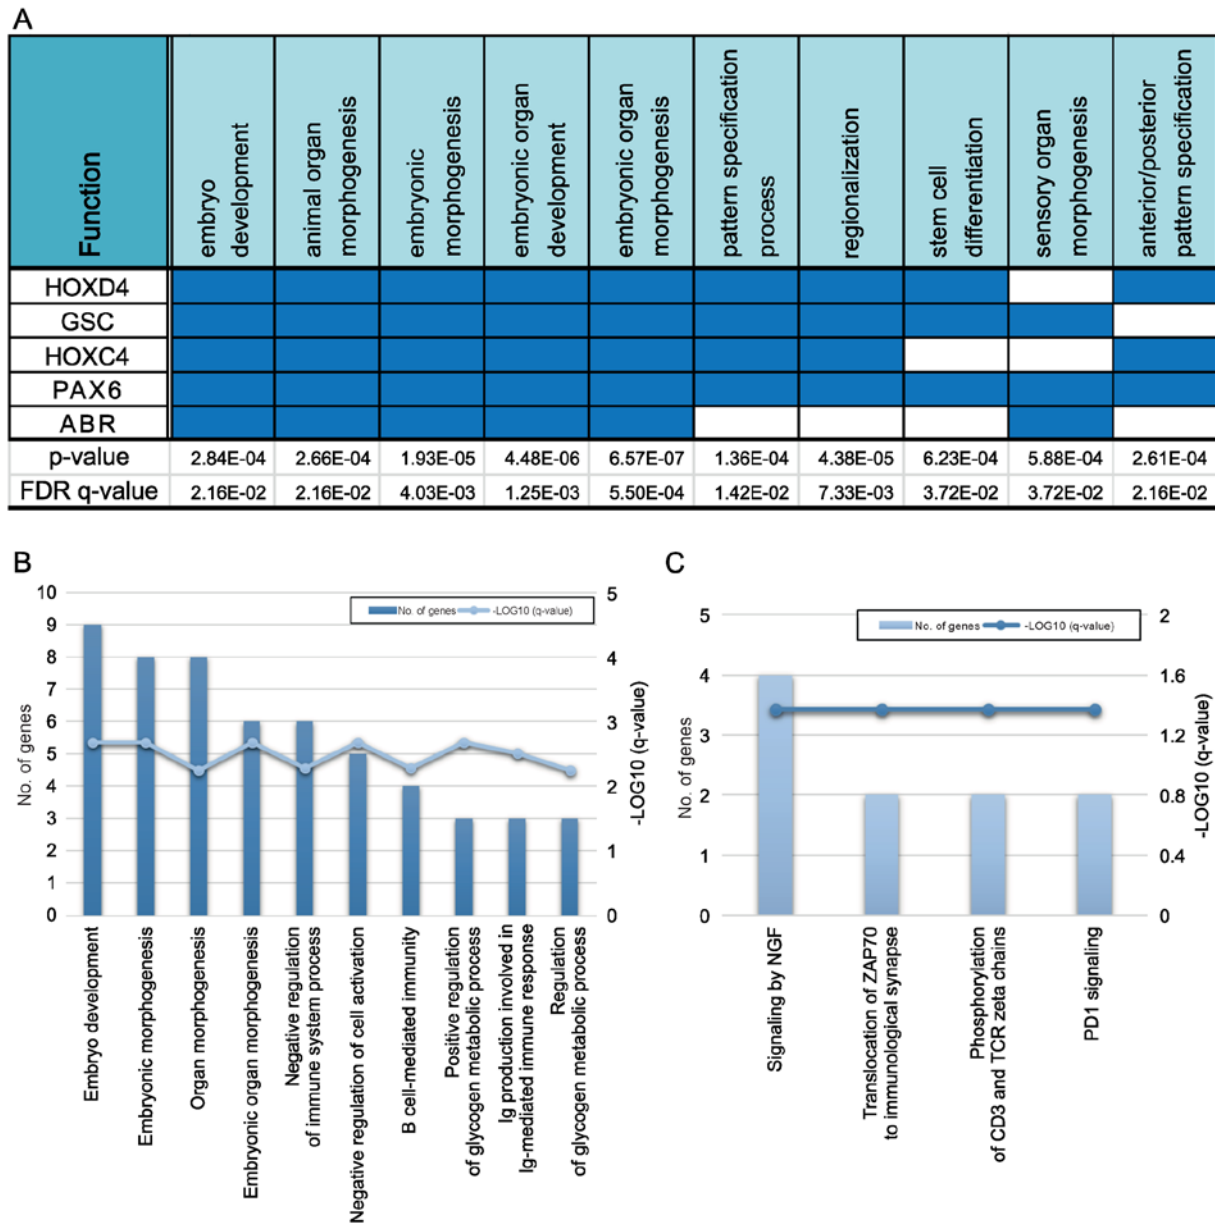 A
Function
embryo
development
animal organ
morphogenesis
embryonic
morphogenesis
embryonic organ
development
embryonic organ
morphogenesis
pattern specification
process
regionalization
stem cell
differentiation
sensory organ
morphogenesis
anterior/posterior
pattern specification
HOXD4
GSC
HOXC4
PAX6
ABR
p-value 2.84E-04 2.66E-04 1.93E-05 4.48E-06 6.57E-07 1.36E-04 4.38E-05 6.23E-04 5.88E-04 2.61E-04
FDR q-value 2.16E-02 2.16E-02 4.03E-03 1.25E-03 5.50E-04 1.42E-02 7.33E-03 3.72E-02 3.72E-02 2.16E-02
B
No. of genes -LOG10 (q-value)
10
9
8
7
6
5
4
3
2
1
0
No. of genes
5
4
3
2
1
0
-LOG10 (q-value)
Embryo development
Embryonic morphogenesis
Organ morphogenesis
Embryonic organ morphogenesis
Negative regulation
of immune system process
Negative regulation of cell activation
B cell-mediated immunity
Positive regulation
of glycogen metabolic process
Ig production involved in
Ig-mediated immune response
Regulation
of glycogen metabolic process
C
No. of genes -LOG10 (q-value)
5
4
3
2
1
0
No. of genes
2
1.6
1.2
0.8
0.4
0
-LOG10 (q-value)
Signaling by NGF
Translocation of ZAP70
to immunological synapse
Phosphorylation
of CD3 and TCR zeta chains
PD1 signaling